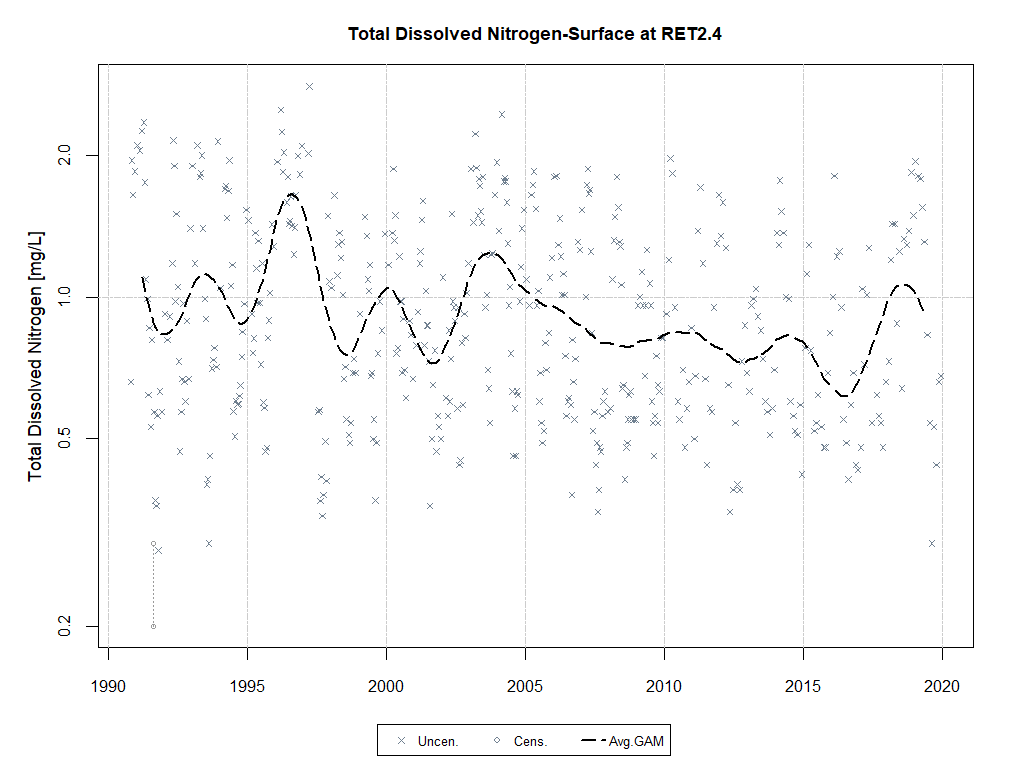 Total Dissolved Nitrogen-Surface at RET2.4
Total Dissolved Nitrogen [mg/L]
2.0
1.0
0.5
0.2
1990 1995 2000 2005 2010 2015 2020
Uncen. Cens. Avg.GAM